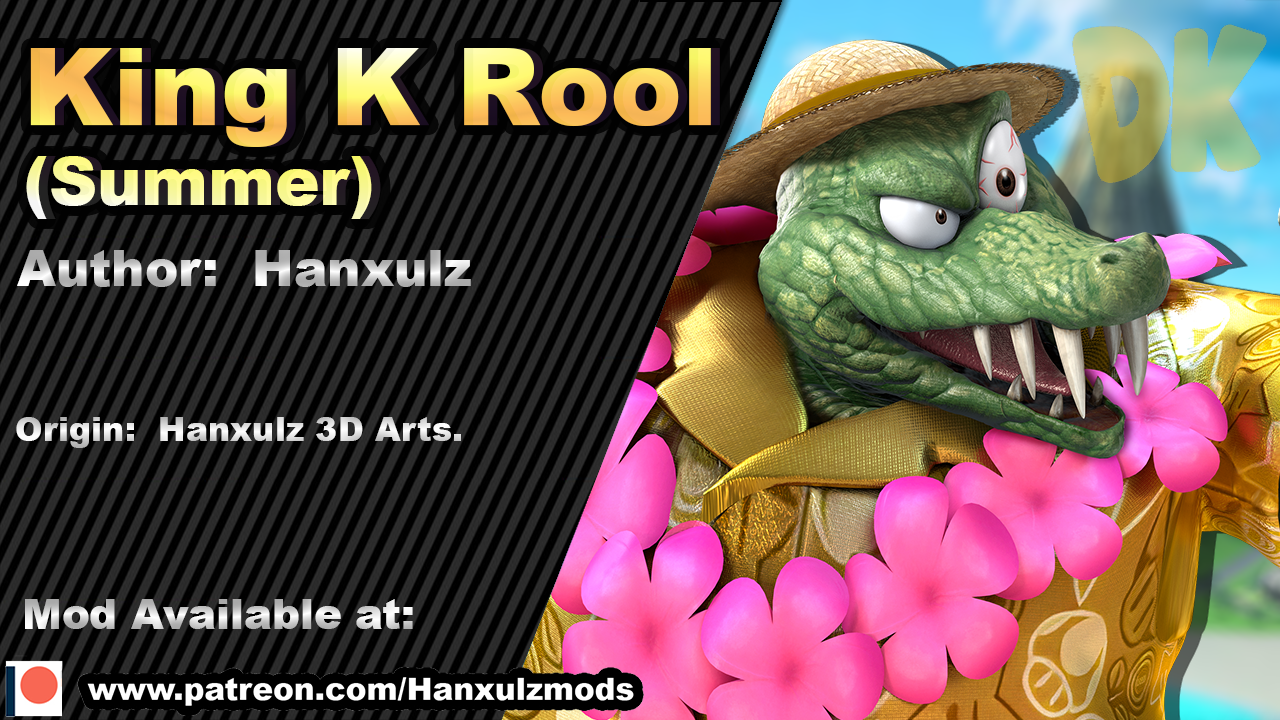 King K Rool
(Summer)
Author: Hanxulz
Origin: Hanxulz 3D Arts.
Mod Available at:
www.patreon.com/Hanxulzmods
DK